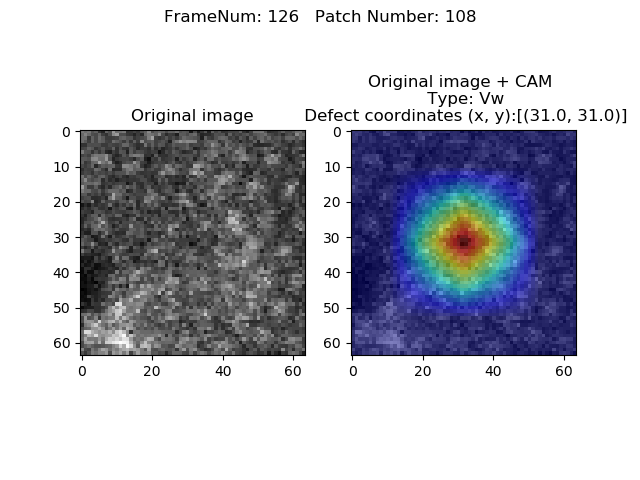 FrameNum: 126   Patch Number: 108
Original image
0
10
20
30
40
50
60
0 20 40 60
Original image + CAM
Type: Vw
Defect coordinates (x, y):[(31.0, 31.0)]
0
10
20
30
40
50
60
0 20 40 60